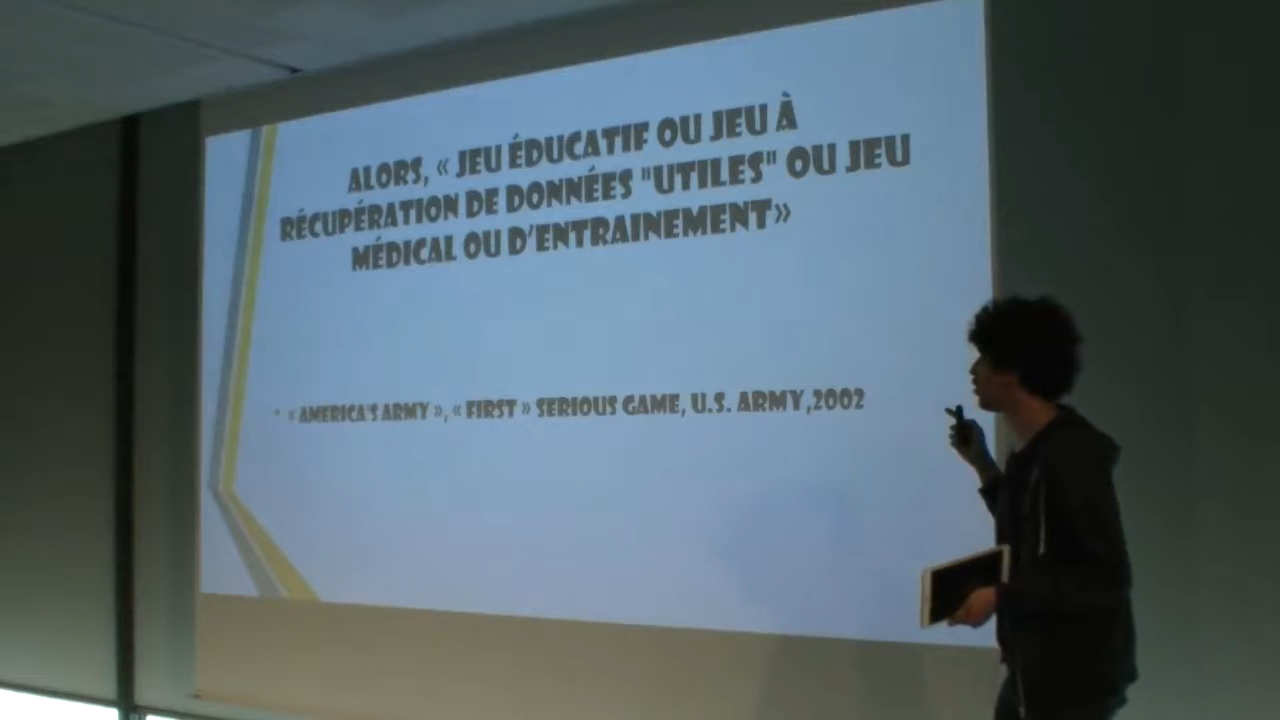 ALORS, « JEU ÉDUCATIF OU JEU À
RÉCUPÉRATION DE DONNÉES "UTILES" OU JEU
MÉDICAL OU D'ENTRAINEMENT»
• « AMERICA'S ARMY », « FIRST » SERIOUS GAME, U.S. ARMY,2002